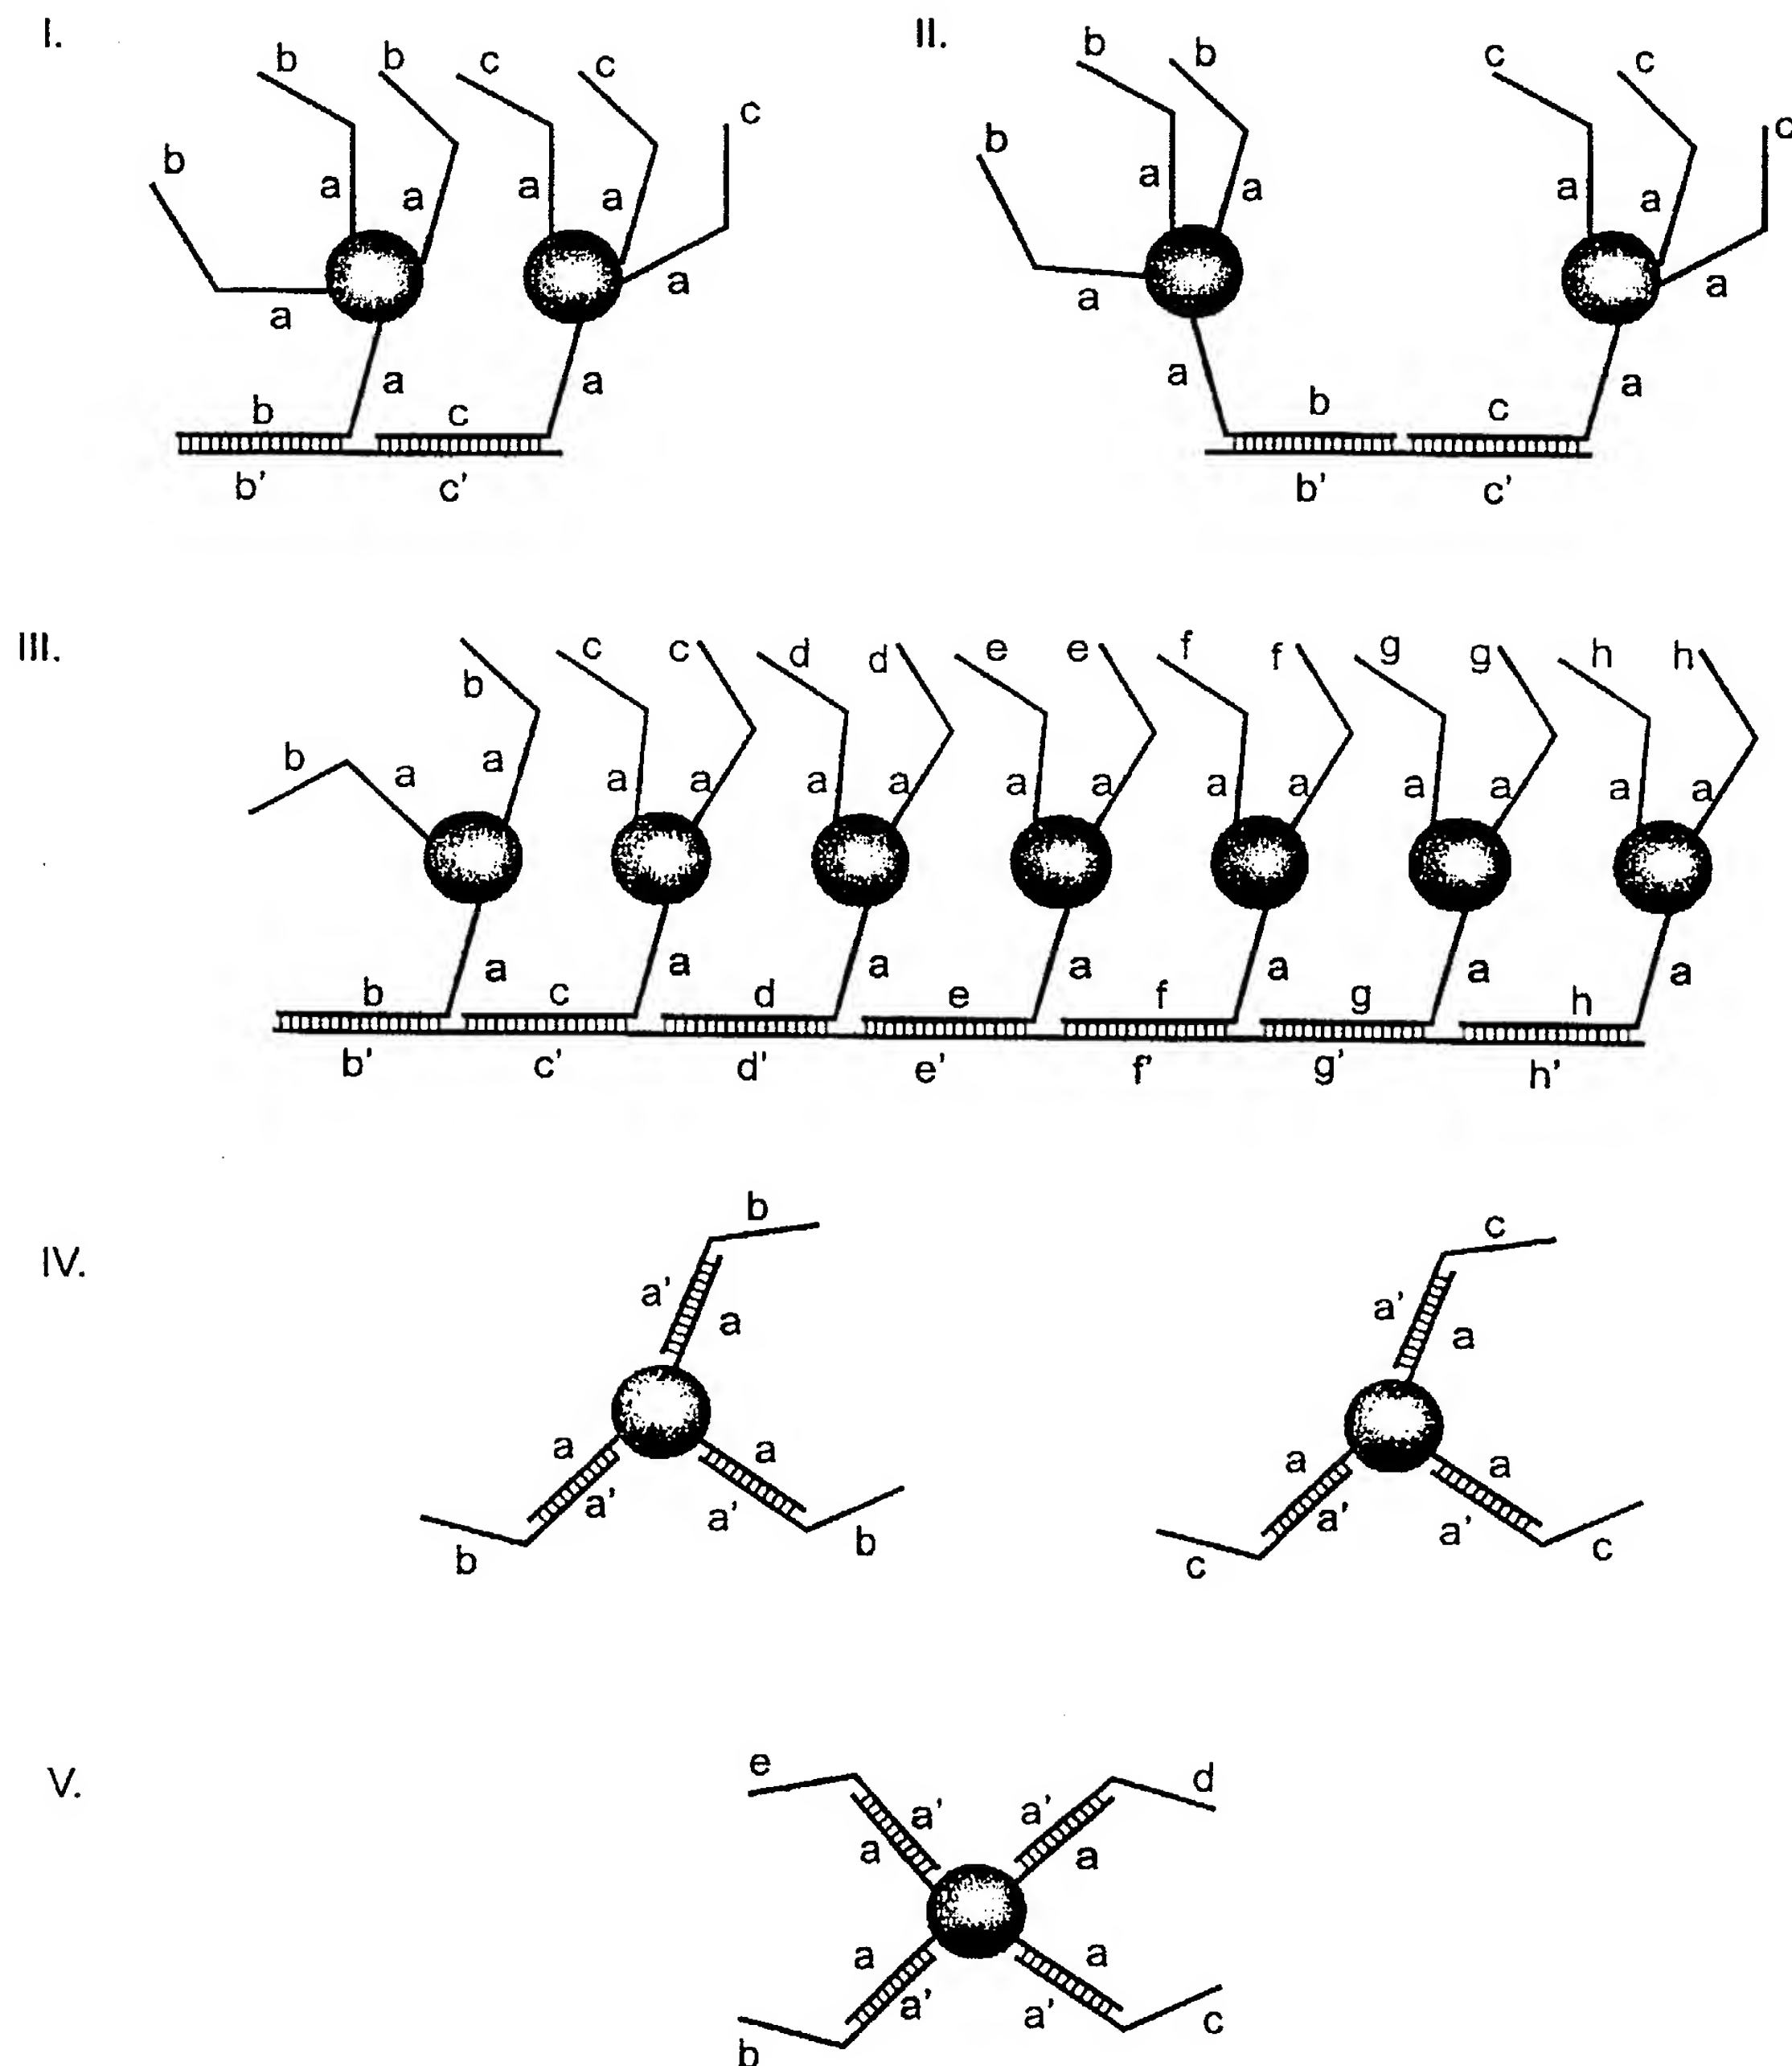 I. II.
b b c c b b c c
b c b c
a a a a a a a a
a a a a
a a a a
b c b c
b' c' b' c'
III.
b c c d d e e f f g g h h
b a a a a a a a a a a a a a a
a a a a a a a
b c d e f g h
b' c' d' e' f' g' h'
IV.
b c
a' a a' a
a a a a
a' a' a' a'
b b c c
V.
e d
a' a'
a a
a a
a' a'
b c